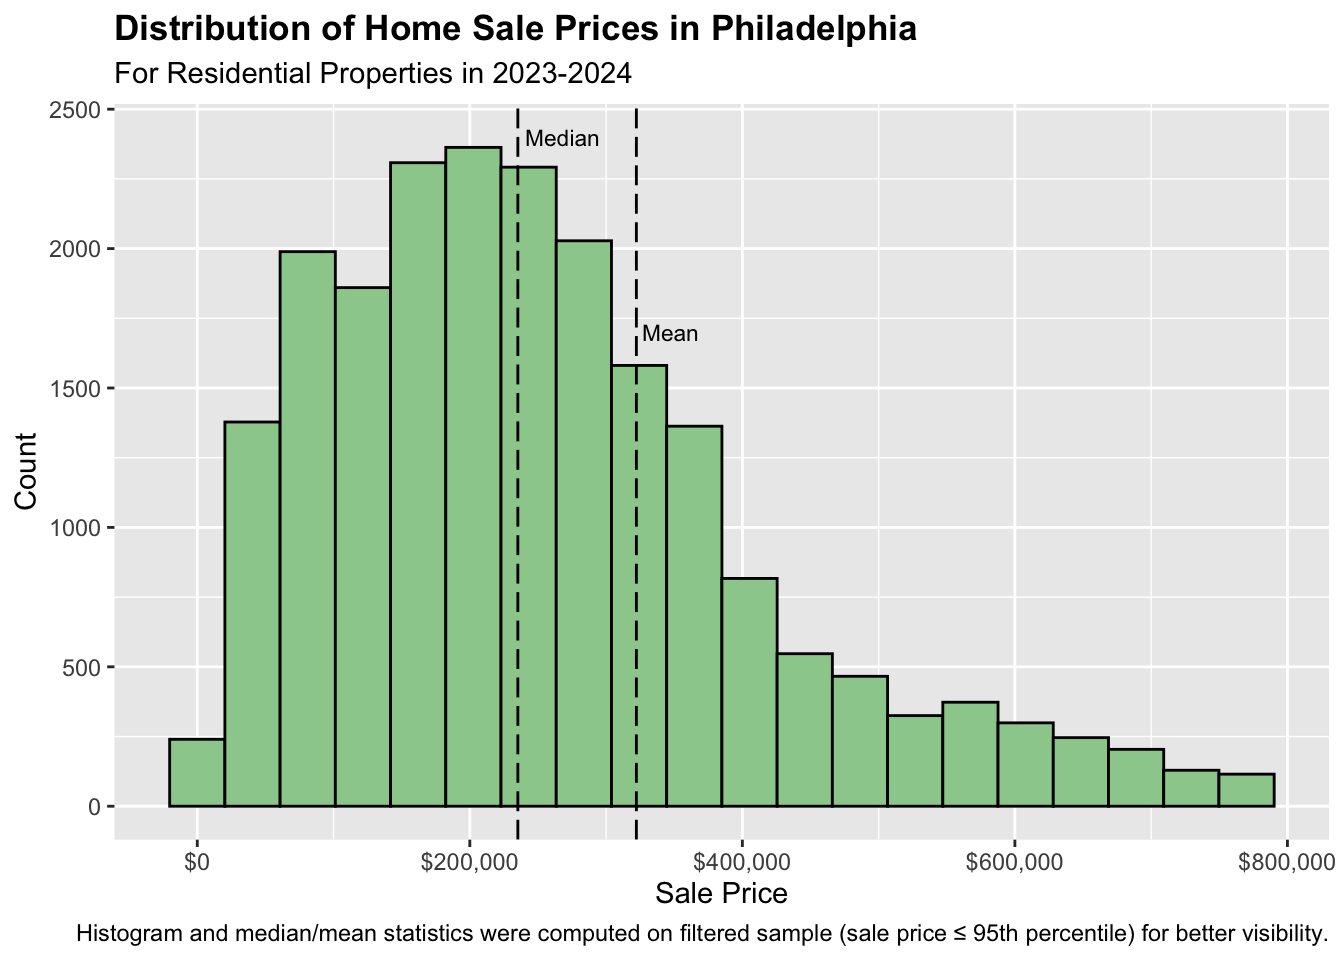 Distribution of Home Sale Prices in Philadelphia
For Residential Properties in 2023-2024
2500
Median
2000
Mean
1500
Count
1000
500
0
$0 $200,000 $400,000 $600,000 $800,000
Sale Price
Histogram and median/mean statistics were computed on filtered sample (sale price ≤ 95th percentile) for better visibility.